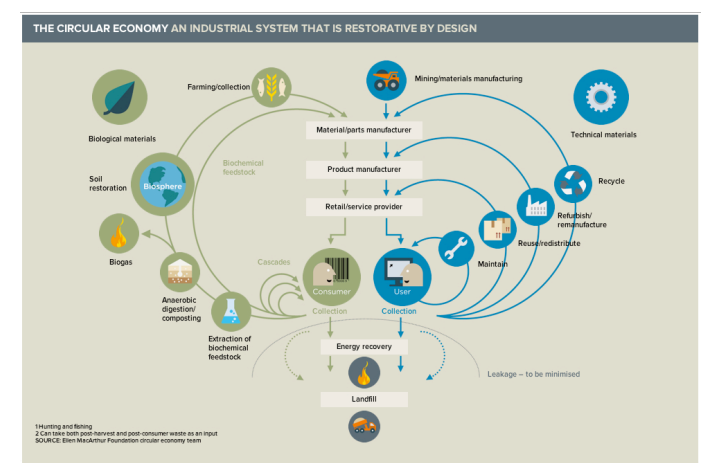 THE CIRCULAR ECONOMY AN INDUSTRIAL SYSTEM THAT IS RESTORATIVE BY DESIGN
Farming/collection
Mining/materials manufacturing
Biological materials
Material/parts manufacturer
Technical materials
Biochemical
feedstock
Product manufacturer
Soil
restoration
Biosphere
Recycle
Retail/service provider
Refurbish/
remanufacture
Reuse/redistribute
Biogas
Cascades
Maintain
Consumer
User
Anaerobic
digestion/
composting
Collection
Collection
Extraction of
biochemical
feedstock
Energy recovery
Leakage – to be minimised
Landfill
1 Hunting and fishing
2 Can take both post-harvest and post-consumer waste as an input
SOURCE: Ellen MacArthur Foundation circular economy team